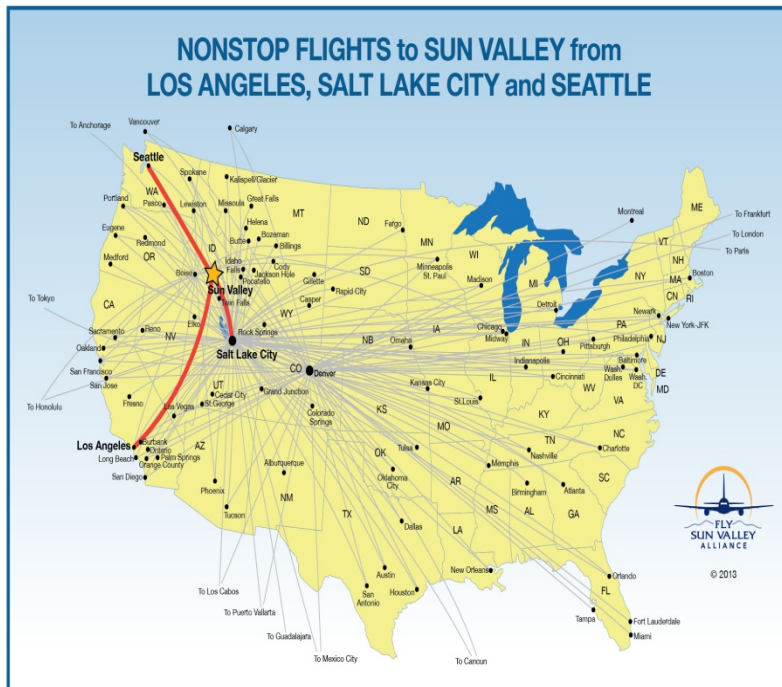 NONSTOP FLIGHTS to SUN VALLEY from
LOS ANGELES, SALT LAKE CITY and SEATTLE
To Anchorage
Vancouver
Calgary
Seattle
Spokane
Kalispell/Glacier
WA
Portland
Pasco
Lewiston
Missoula
Great Falls
MT
ND
Fargo
Montreal
ME
To Frankfurt
Helena
Eugene
Redmond
OR
ID
Butte
Bozeman
Billings
MN
WI
VT
To London
NH
To Paris
Medford
Boise
Idaho
Falls
Cody
Jackson Hole
Pocatello
Gillette
SD
Rapid City
Minneapolis
St. Paul
Madison
MI
NY
MA
Boston
CN
RI
Sun Valley
Twin Falls
Casper
WY
Detroit
CA
To Tokyo
Elko
Rock Springs
NB
IA
Chicago
Midway
PA
Newark
New York-JFK
Sacramento
Reno
NV
Oakland
Salt Lake City
Omaha
IN
OH
Pittsburgh
Philadelphia
NJ
Indianapolis
Baltimore
San Francisco
San Jose
UT
CO
Denver
Kansas City
IL
Cincinnati
WV
Wash.
Dulles
Wash.
DC
DE
MD
To Honolulu
Fresno
Las Vegas
Cedar City
St.George
Grand Junction
Colorado
Springs
KS
St.Louis
VA
KY
MO
Los Angeles
Burbank
Ontario
Long Beach
Palm Springs
Orange County
San Diego
AZ
Alburquerque
Tulsa
OK
Oklahoma
City
TN
Nashville
NC
Charlotte
Memphis
Phoenix
NM
AR
Birmingham
Atlanta
SC
Tucson
TX
Dallas
MS
AL
GA
LA
FLY
SUN VALLEY
ALLIANCE
© 2013
To Los Cabos
Austin
San
Antonio
Houston
New Orleans
Orlando
FL
To Puerto Vallarta
Tampa
Fort Lauderdale
Miami
To Guadalajara
To Mexico City
To Cancun